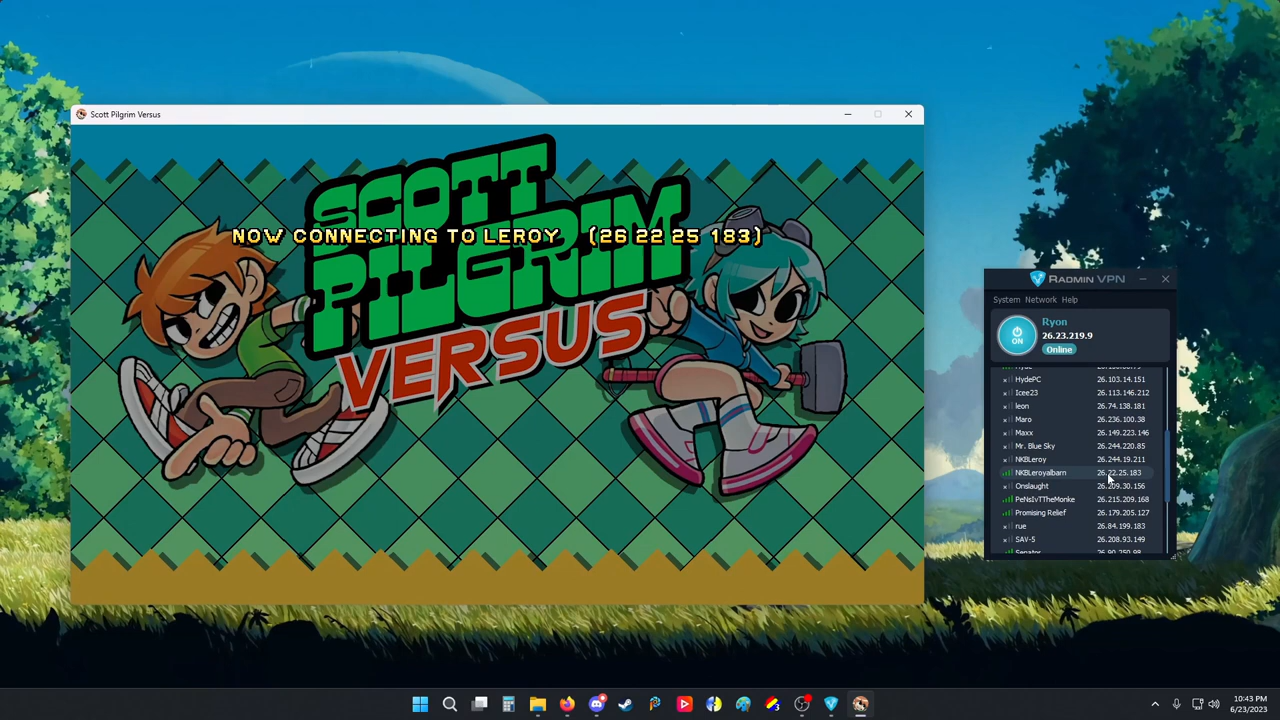 Scott Pilgrim Versus
SCOTT
PILGRIM
VERSUS
NOW CONNECTING TO LEROY (26 22 25 183)
RADMIN VPN
System Network Help
ON
Ryon
26.23.219.9
Online
HydePC 26.103.14.151
Icee23 26.113.146.212
leon 26.74.138.181
Maro 26.236.100.38
Maxx 26.149.223.146
Mr. Blue Sky 26.244.220.85
NKBLeroy 26.244.19.211
NKBLeroyalbarn 26.22.25.183
Onslaught 26.209.30.156
PeNsIvTTheMonke 26.215.209.168
Promising Relief 26.179.205.127
rue 26.84.199.183
SAV-5 26.208.93.149
10:43 PM
6/23/2023